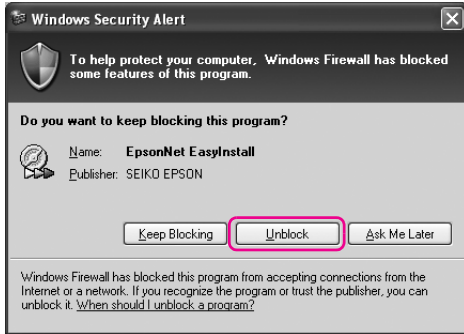 Windows Security Alert
To help protect your computer, Windows Firewall has blocked
some features of this program.
Do you want to keep blocking this program?
Name: EpsonNet EasyInstall
Publisher: SEIKO EPSON
Keep Blocking Unblock Ask Me Later
Windows Firewall has blocked this program from accepting connections from the
Internet or a network. If you recognize the program or trust the publisher, you can
unblock it. When should I unblock a program?